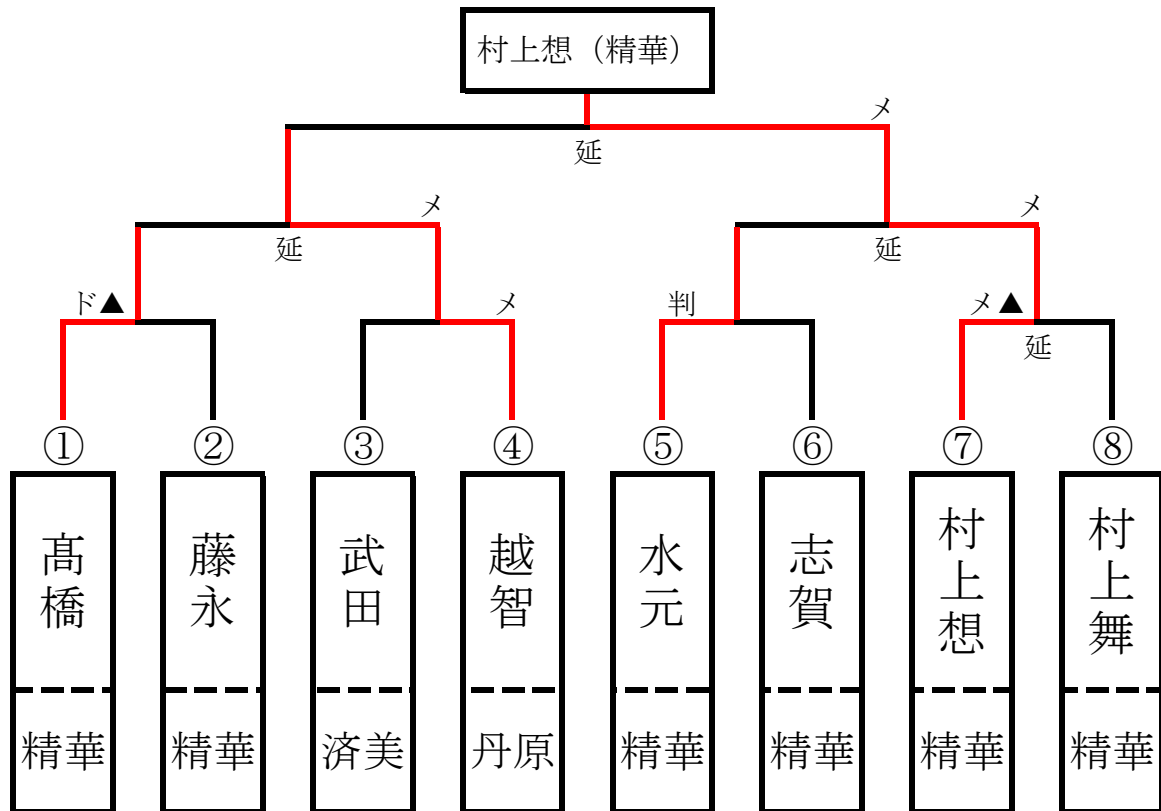 村上想（精華）
メ
延
メ
延
メ
延
ド▲
メ
判
メ▲
延
①
②
③
④
⑤
⑥
⑦
⑧
髙橋
藤永
武田
越智
水元
志賀
村上想
村上舞
精華
精華
済美
丹原
精華
精華
精華
精華